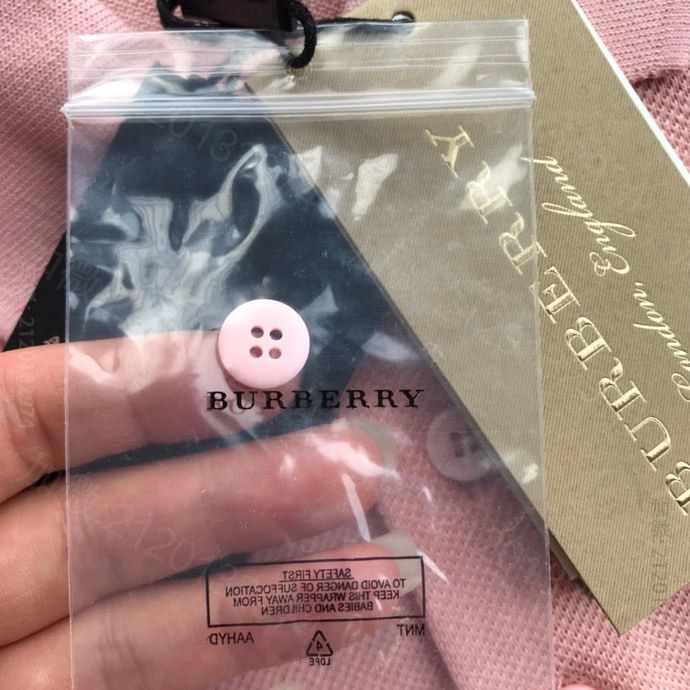 BURBERRY
London, England
BURBERRY
SAFETY FIRST
TO AVOID DANGER OF SUFFOCATION
KEEP THIS WRAPPER AWAY FROM
BABIES AND CHILDREN
AAHYD
MNT
4
LDPE